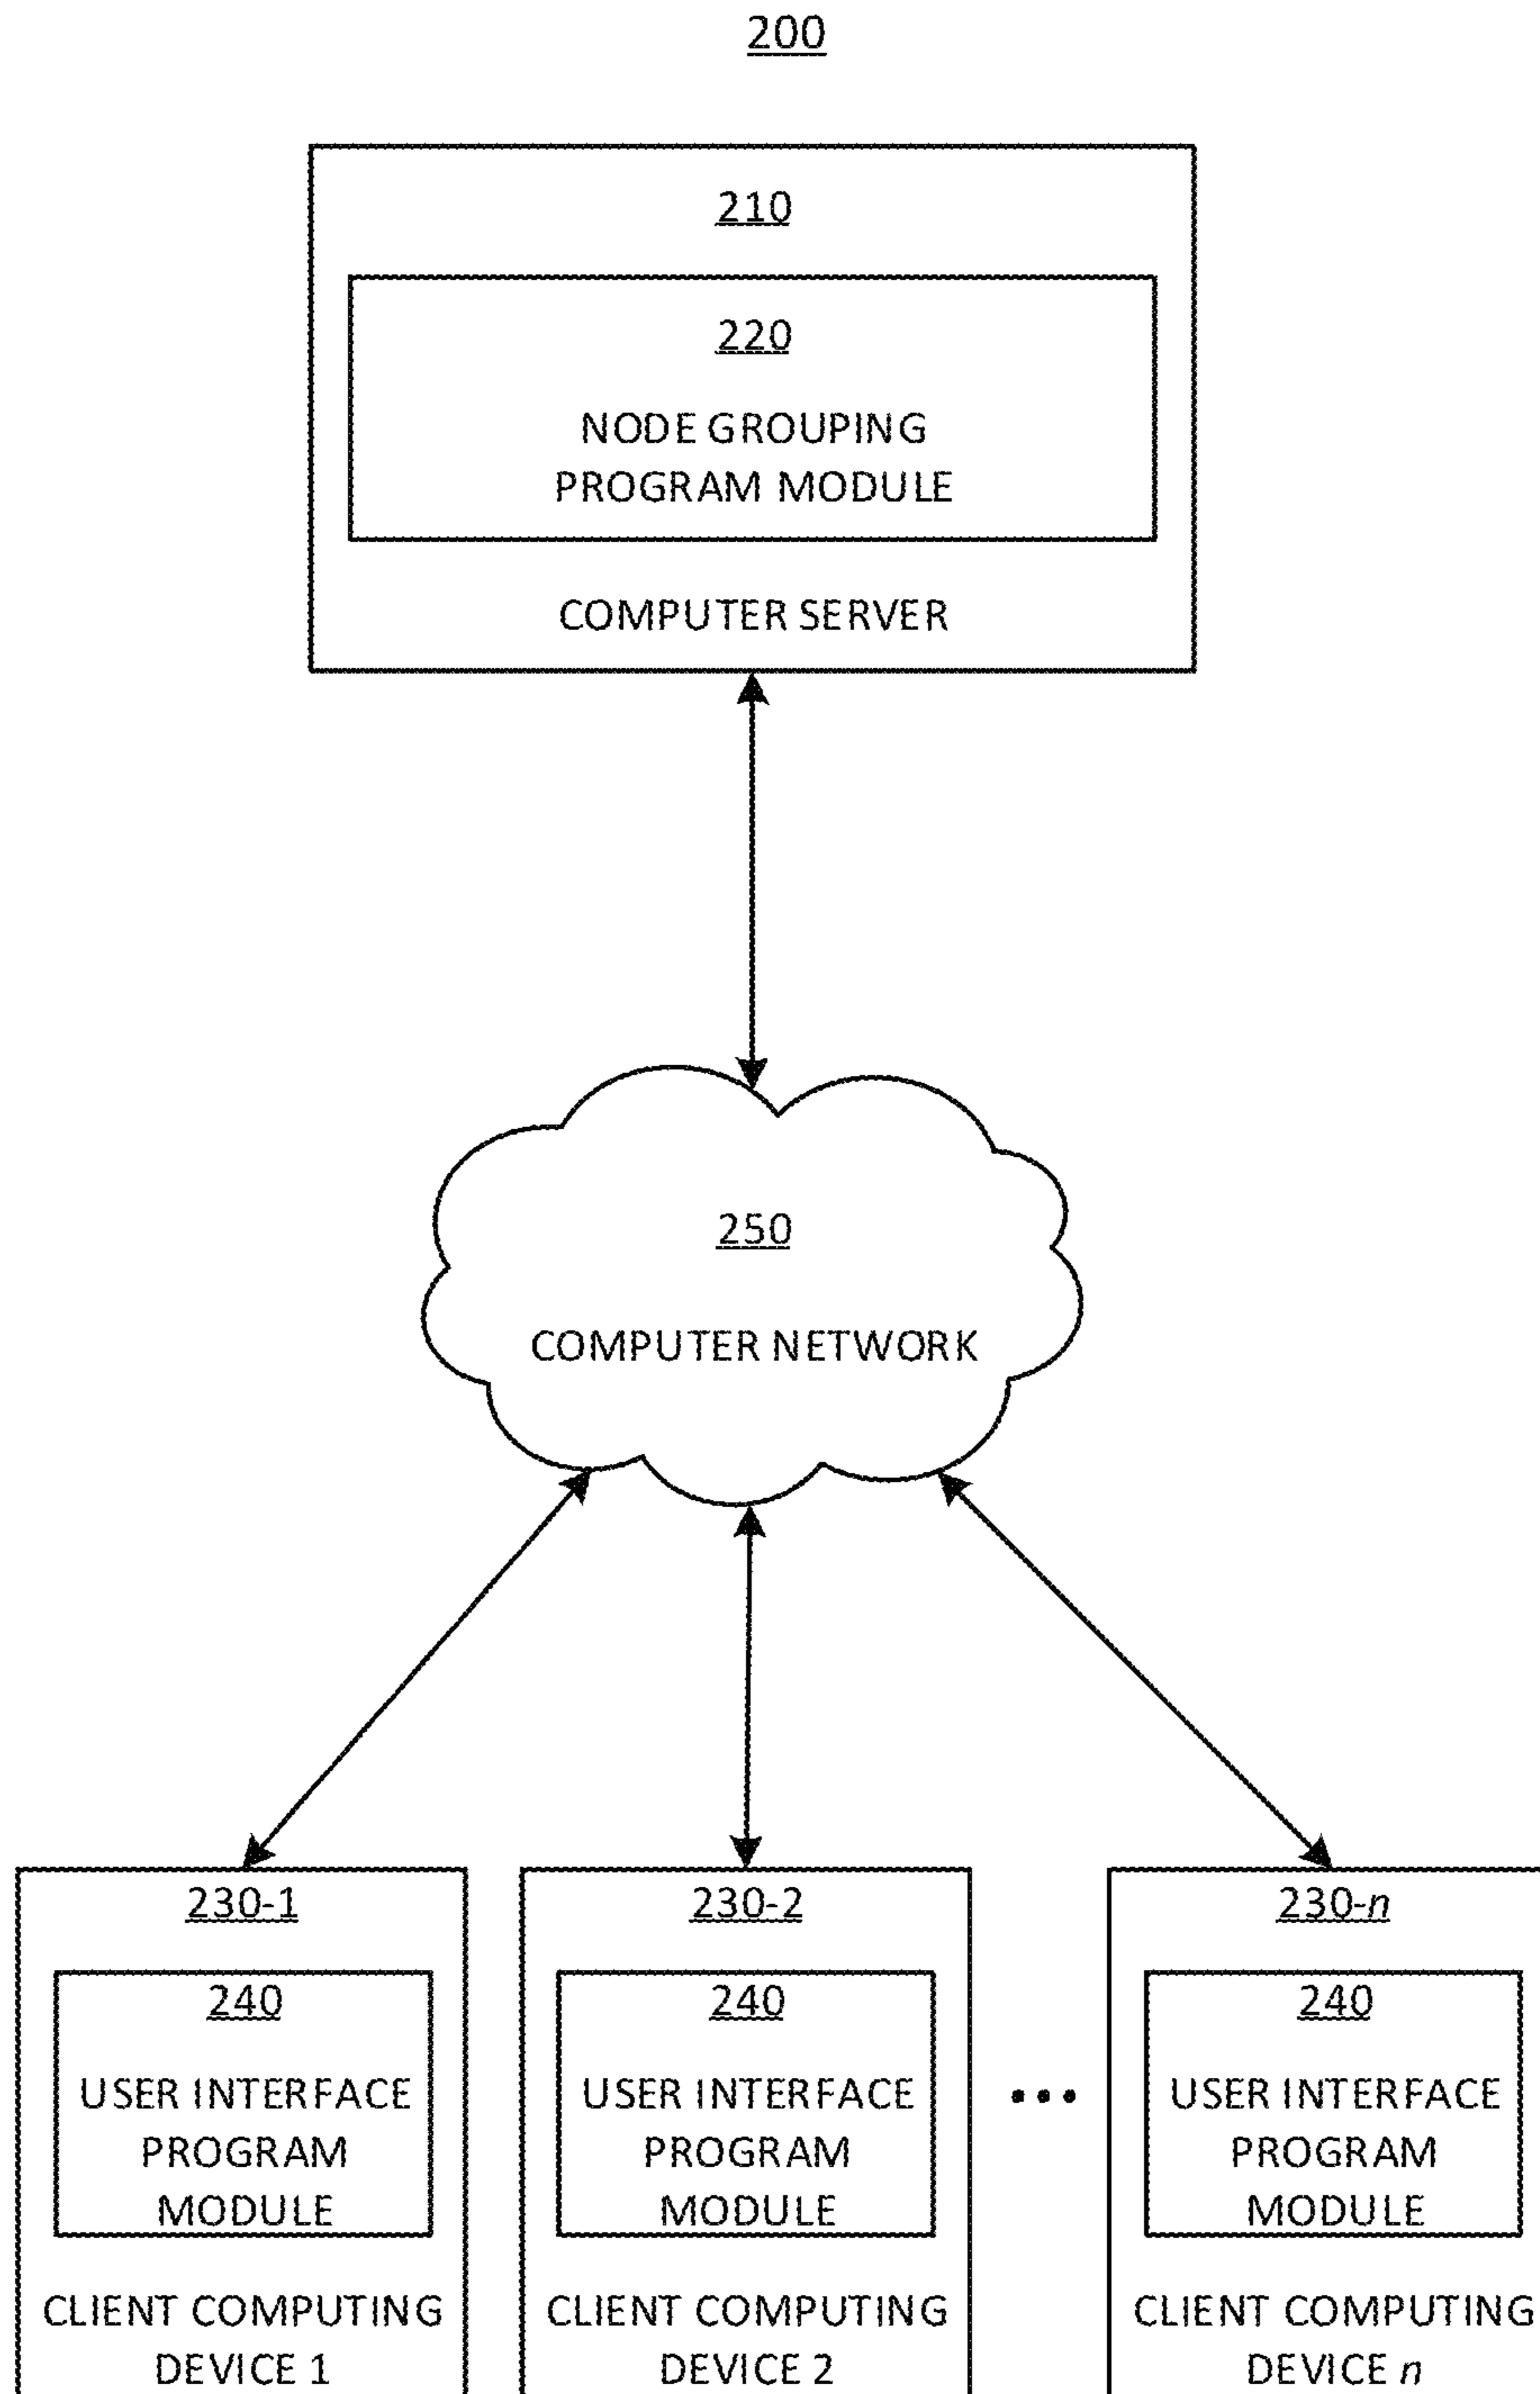 200
210
220
NODE GROUPING
PROGRAM MODULE
COMPUTER SERVER
250
COMPUTER NETWORK
230-1
240
USER INTERFACE
PROGRAM
MODULE
CLIENT COMPUTING
DEVICE 1
230-2
240
USER INTERFACE
PROGRAM
MODULE
CLIENT COMPUTING
DEVICE 2
...
230-n
240
USER INTERFACE
PROGRAM
MODULE
CLIENT COMPUTING
DEVICE n